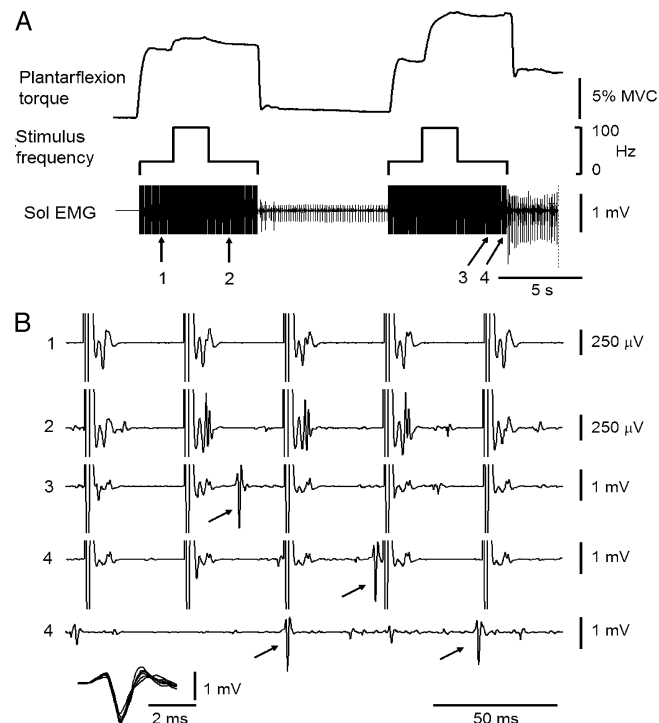 A
Plantarflexion
torque
5% MVC
Stimulus
frequency
100
Hz
0
Sol EMG
1 mV
1
2
3
4
5 s
B
1
250 μV
2
250 μV
3
1 mV
4
1 mV
4
1 mV
1 mV
2 ms
50 ms